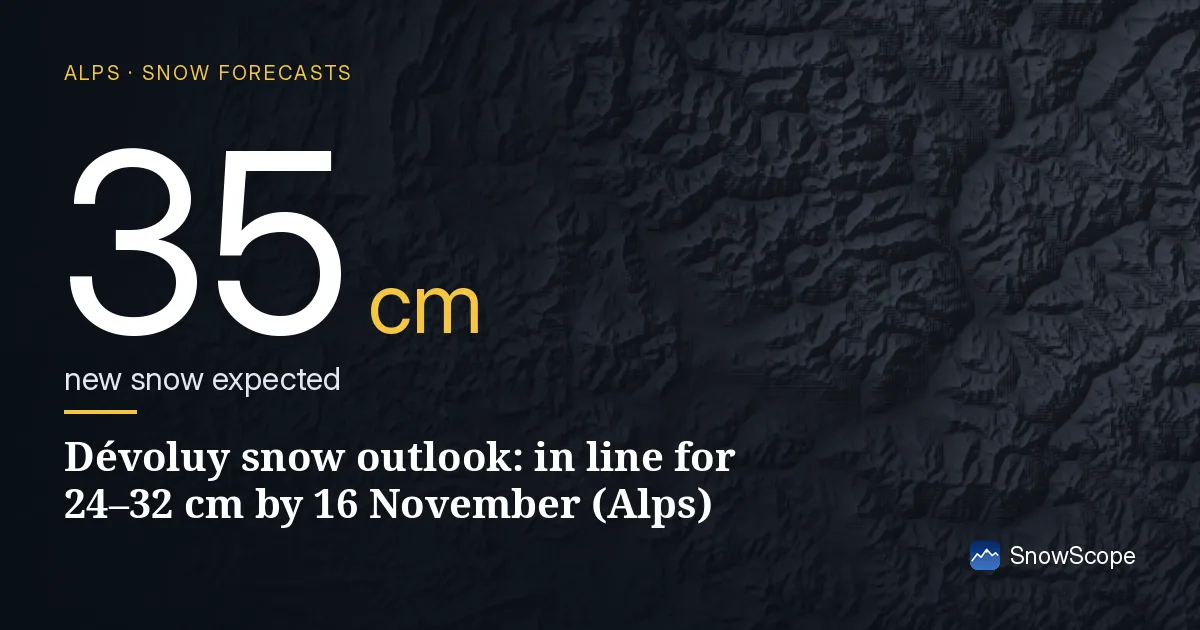 ALPS · SNOW FORECASTS
35 cm
new snow expected
Dévoluy snow outlook: in line for
24–32 cm by 16 November (Alps)
SnowScope